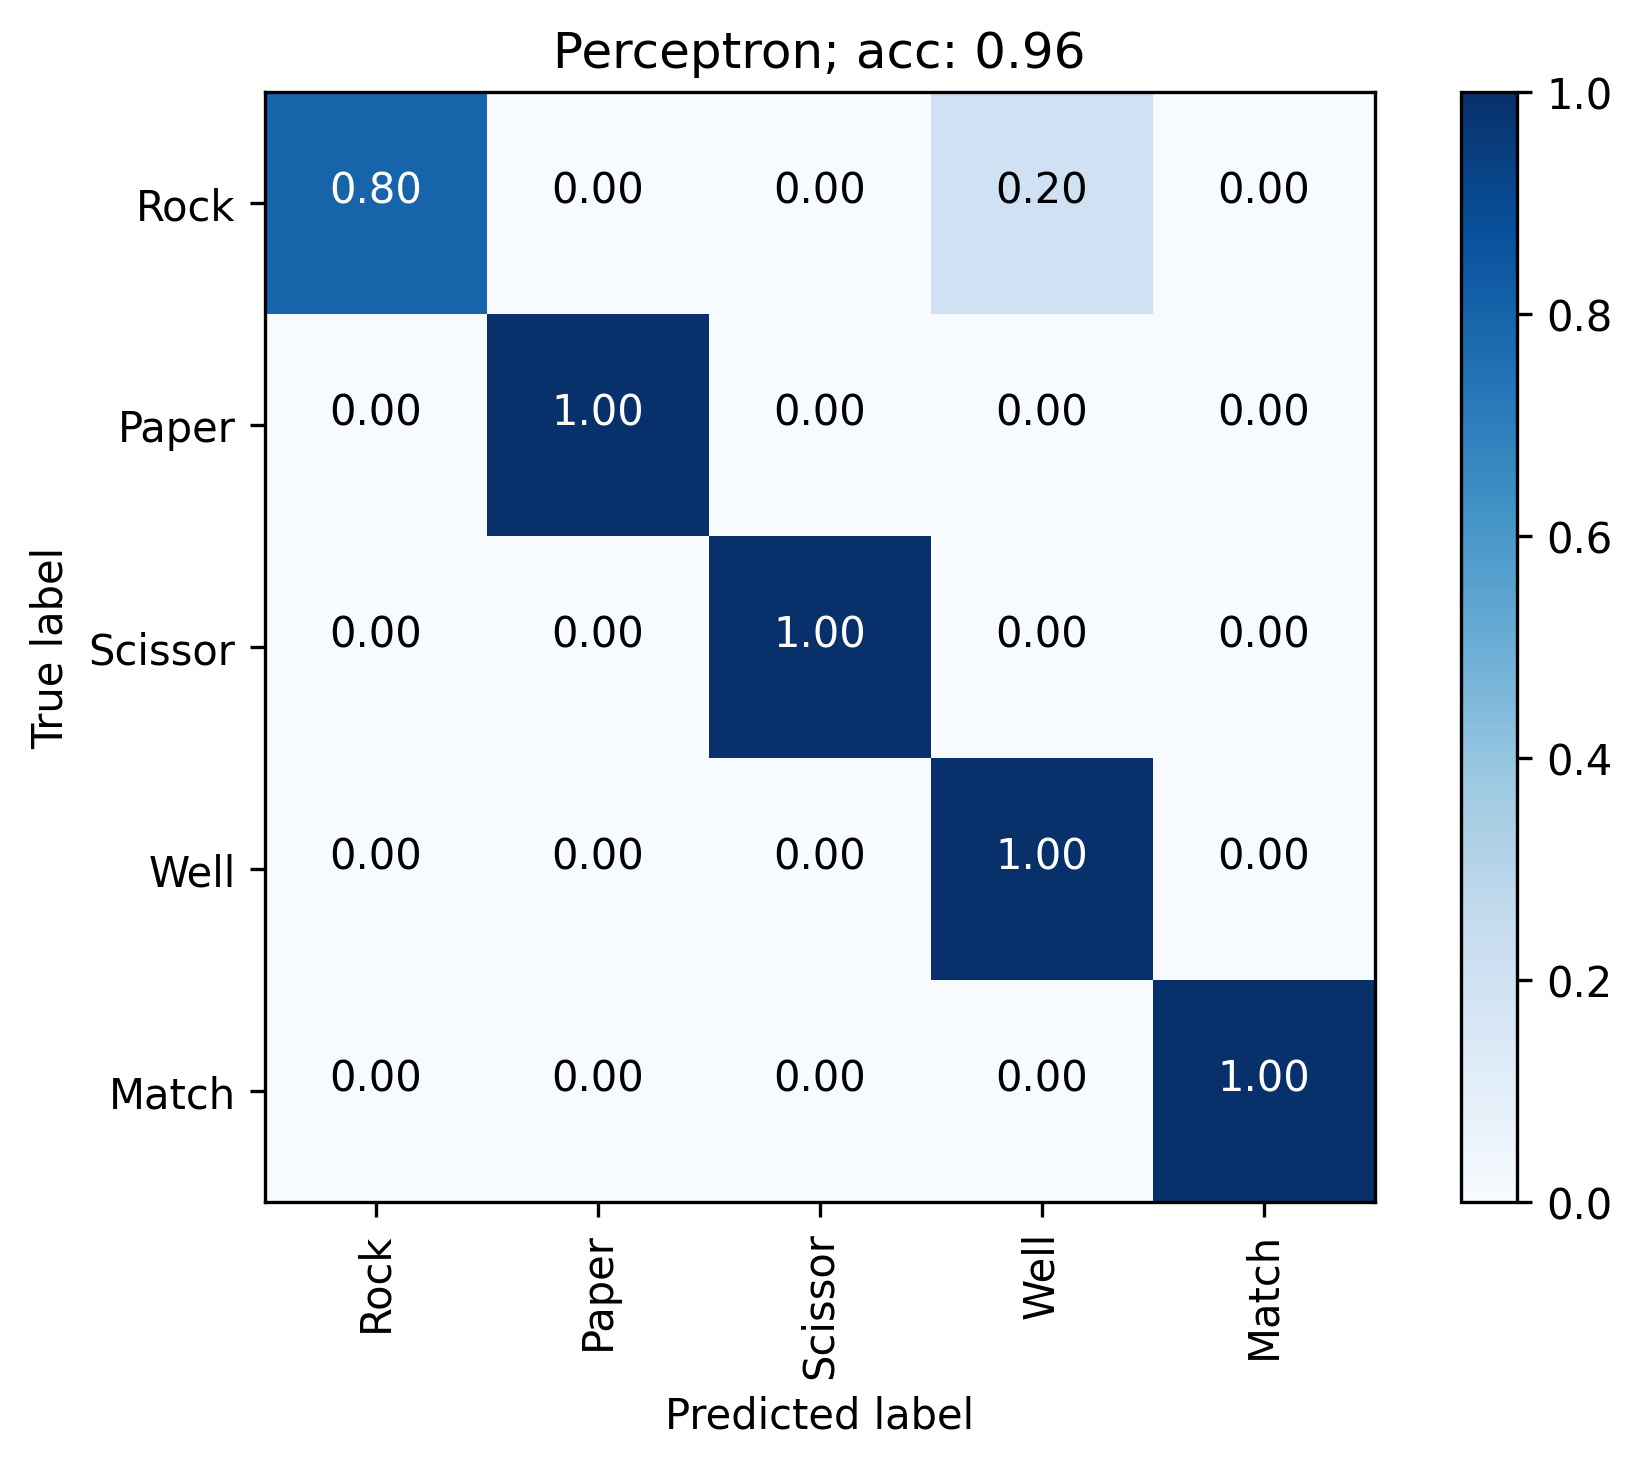 Perceptron; acc: 0.96
True label
Rock 0.80 0.00 0.00 0.20 0.00
Paper 0.00 1.00 0.00 0.00 0.00
Scissor 0.00 0.00 1.00 0.00 0.00
Well 0.00 0.00 0.00 1.00 0.00
Match 0.00 0.00 0.00 0.00 1.00
Rock Paper Scissor Well Match
Predicted label
1.0
0.8
0.6
0.4
0.2
0.0